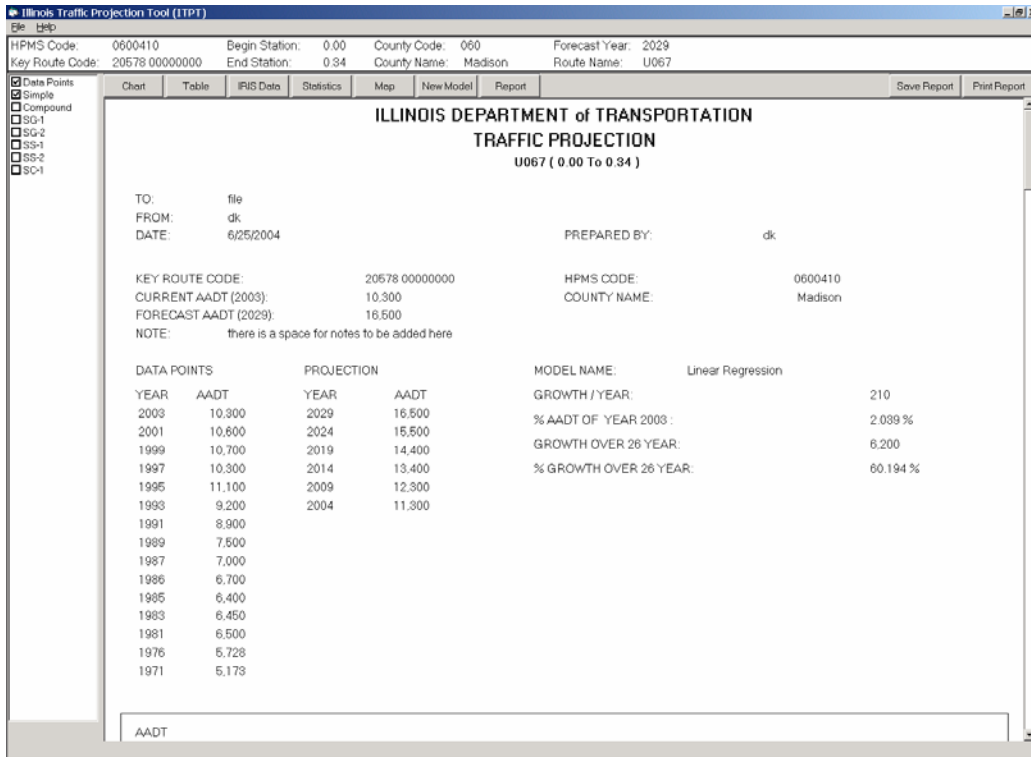 Illinois Traffic Projection Tool (ITPT)
File Help
HPMS Code: 0600410 Begin Station: 0.00 County Code: 060 Forecast Year: 2029
Key Route Code: 20578 00000000 End Station: 0.34 County Name: Madison Route Name: U067
Data Points
Simple
Compound
SG-1
SG-2
SS-1
SS-2
SC-1
Chart Table IRIS Data Statistics Map New Model Report Save Report Print Report
ILLINOIS DEPARTMENT of TRANSPORTATION
TRAFFIC PROJECTION
U067 ( 0.00 To 0.34 )
TO: file
FROM: dk
DATE: 6/25/2004 PREPARED BY: dk
KEY ROUTE CODE: 20578 00000000 HPMS CODE: 0600410
CURRENT AADT (2003): 10,300 COUNTY NAME: Madison
FORECAST AADT (2029): 16,500
NOTE: there is a space for notes to be added here
DATA POINTS PROJECTION MODEL NAME: Linear Regression
YEAR AADT YEAR AADT GROWTH / YEAR: 210
2003 10,300 2029 16,500
% AADT OF YEAR 2003 : 2.039 %
2001 10,600 2024 15,500
1999 10,700 2019 14,400 GROWTH OVER 26 YEAR: 6,200
1997 10,300 2014 13,400 % GROWTH OVER 26 YEAR: 60.194 %
1995 11,100 2009 12,300
1993 9,200 2004 11,300
1991 8,900
1989 7,500
1987 7,000
1986 6,700
1985 6,400
1983 6,450
1981 6,500
1976 5,728
1971 5,173
AADT